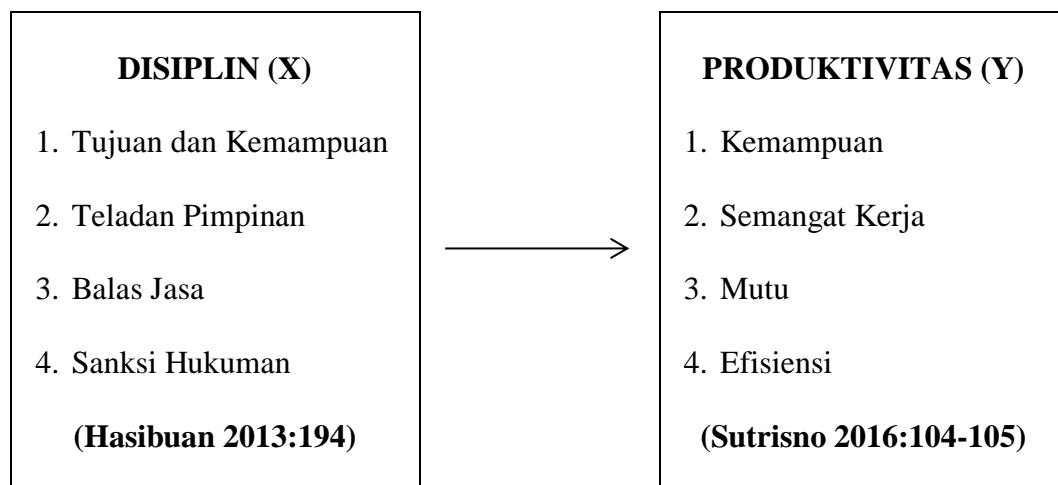 DISIPLIN (X)
1. Tujuan dan Kemampuan
2. Teladan Pimpinan
3. Balas Jasa
4. Sanksi Hukuman
(Hasibuan 2013:194)
PRODUKTIVITAS (Y)
1. Kemampuan
2. Semangat Kerja
3. Mutu
4. Efisiensi
(Sutrisno 2016:104-105)